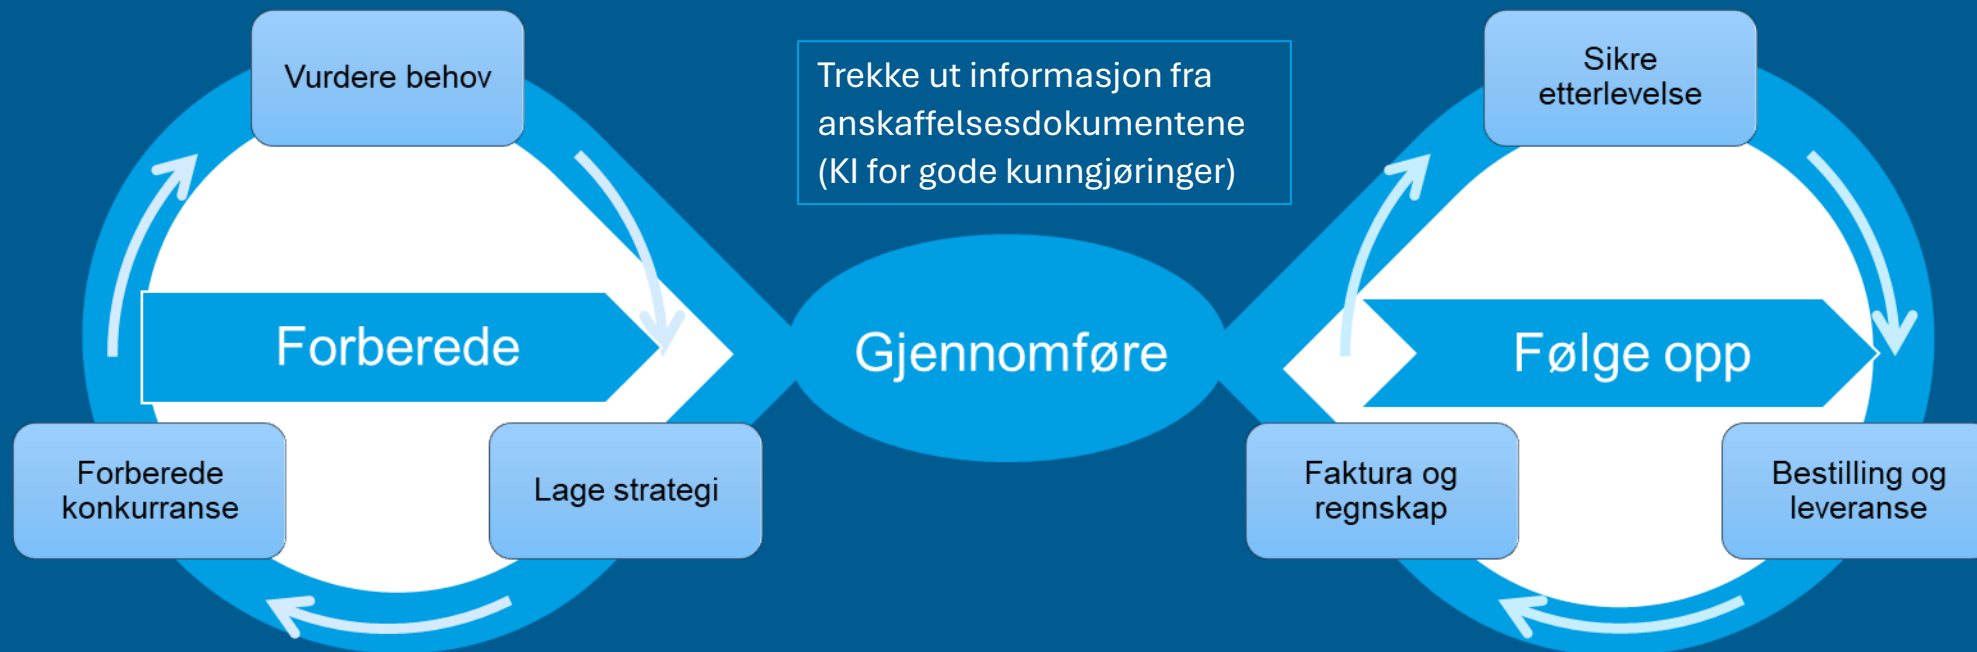 Vurdere behov
Trekke ut informasjon fra
anskaffelsesdokumentene
(KI for gode kunngjøringer)
Sikre
etterlevelse
Forberede
Gjennomføre
Følge opp
Forberede
konkurranse
Lage strategi
Faktura og
regnskap
Bestilling og
leveranse